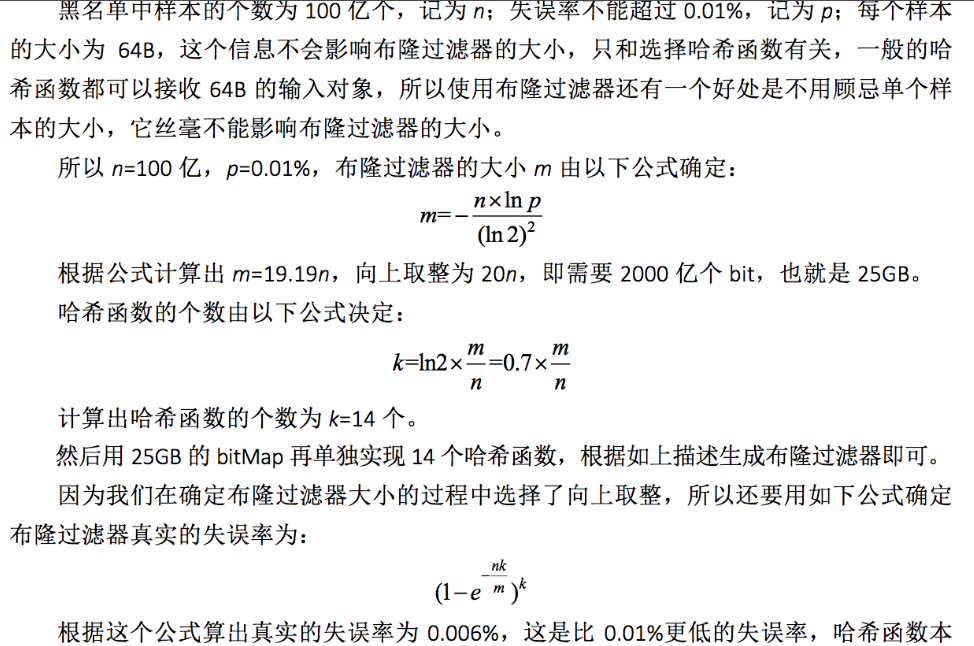 黑名单中样本的个数为 100 亿个，记为 n；失误率不能超过 0.01%，记为 p；每个样本
的大小为 64B，这个信息不会影响布隆过滤器的大小，只和选择哈希函数有关，一般的哈
希函数都可以接收 64B 的输入对象，所以使用布隆过滤器还有一个好处是不用顾忌单个样
本的大小，它丝毫不能影响布隆过滤器的大小。
所以 n=100 亿，p=0.01%，布隆过滤器的大小 m 由以下公式确定：
m=-\frac{n×ln p}{(ln 2)^2}
根据公式计算出 m=19.19n，向上取整为 20n，即需要 2000 亿个 bit，也就是 25GB。
哈希函数的个数由以下公式决定：
k=ln2×\frac{m}{n}=0.7×\frac{m}{n}
计算出哈希函数的个数为 k=14 个。
然后用 25GB 的 bitMap 再单独实现 14 个哈希函数，根据如上描述生成布隆过滤器即可。
因为我们在确定布隆过滤器大小的过程中选择了向上取整，所以还要用如下公式确定
布隆过滤器真实的失误率为：
(1-e^{-\frac{nk}{m}})^k
根据这个公式算出真实的失误率为 0.006%，这是比 0.01%更低的失误率，哈希函数本